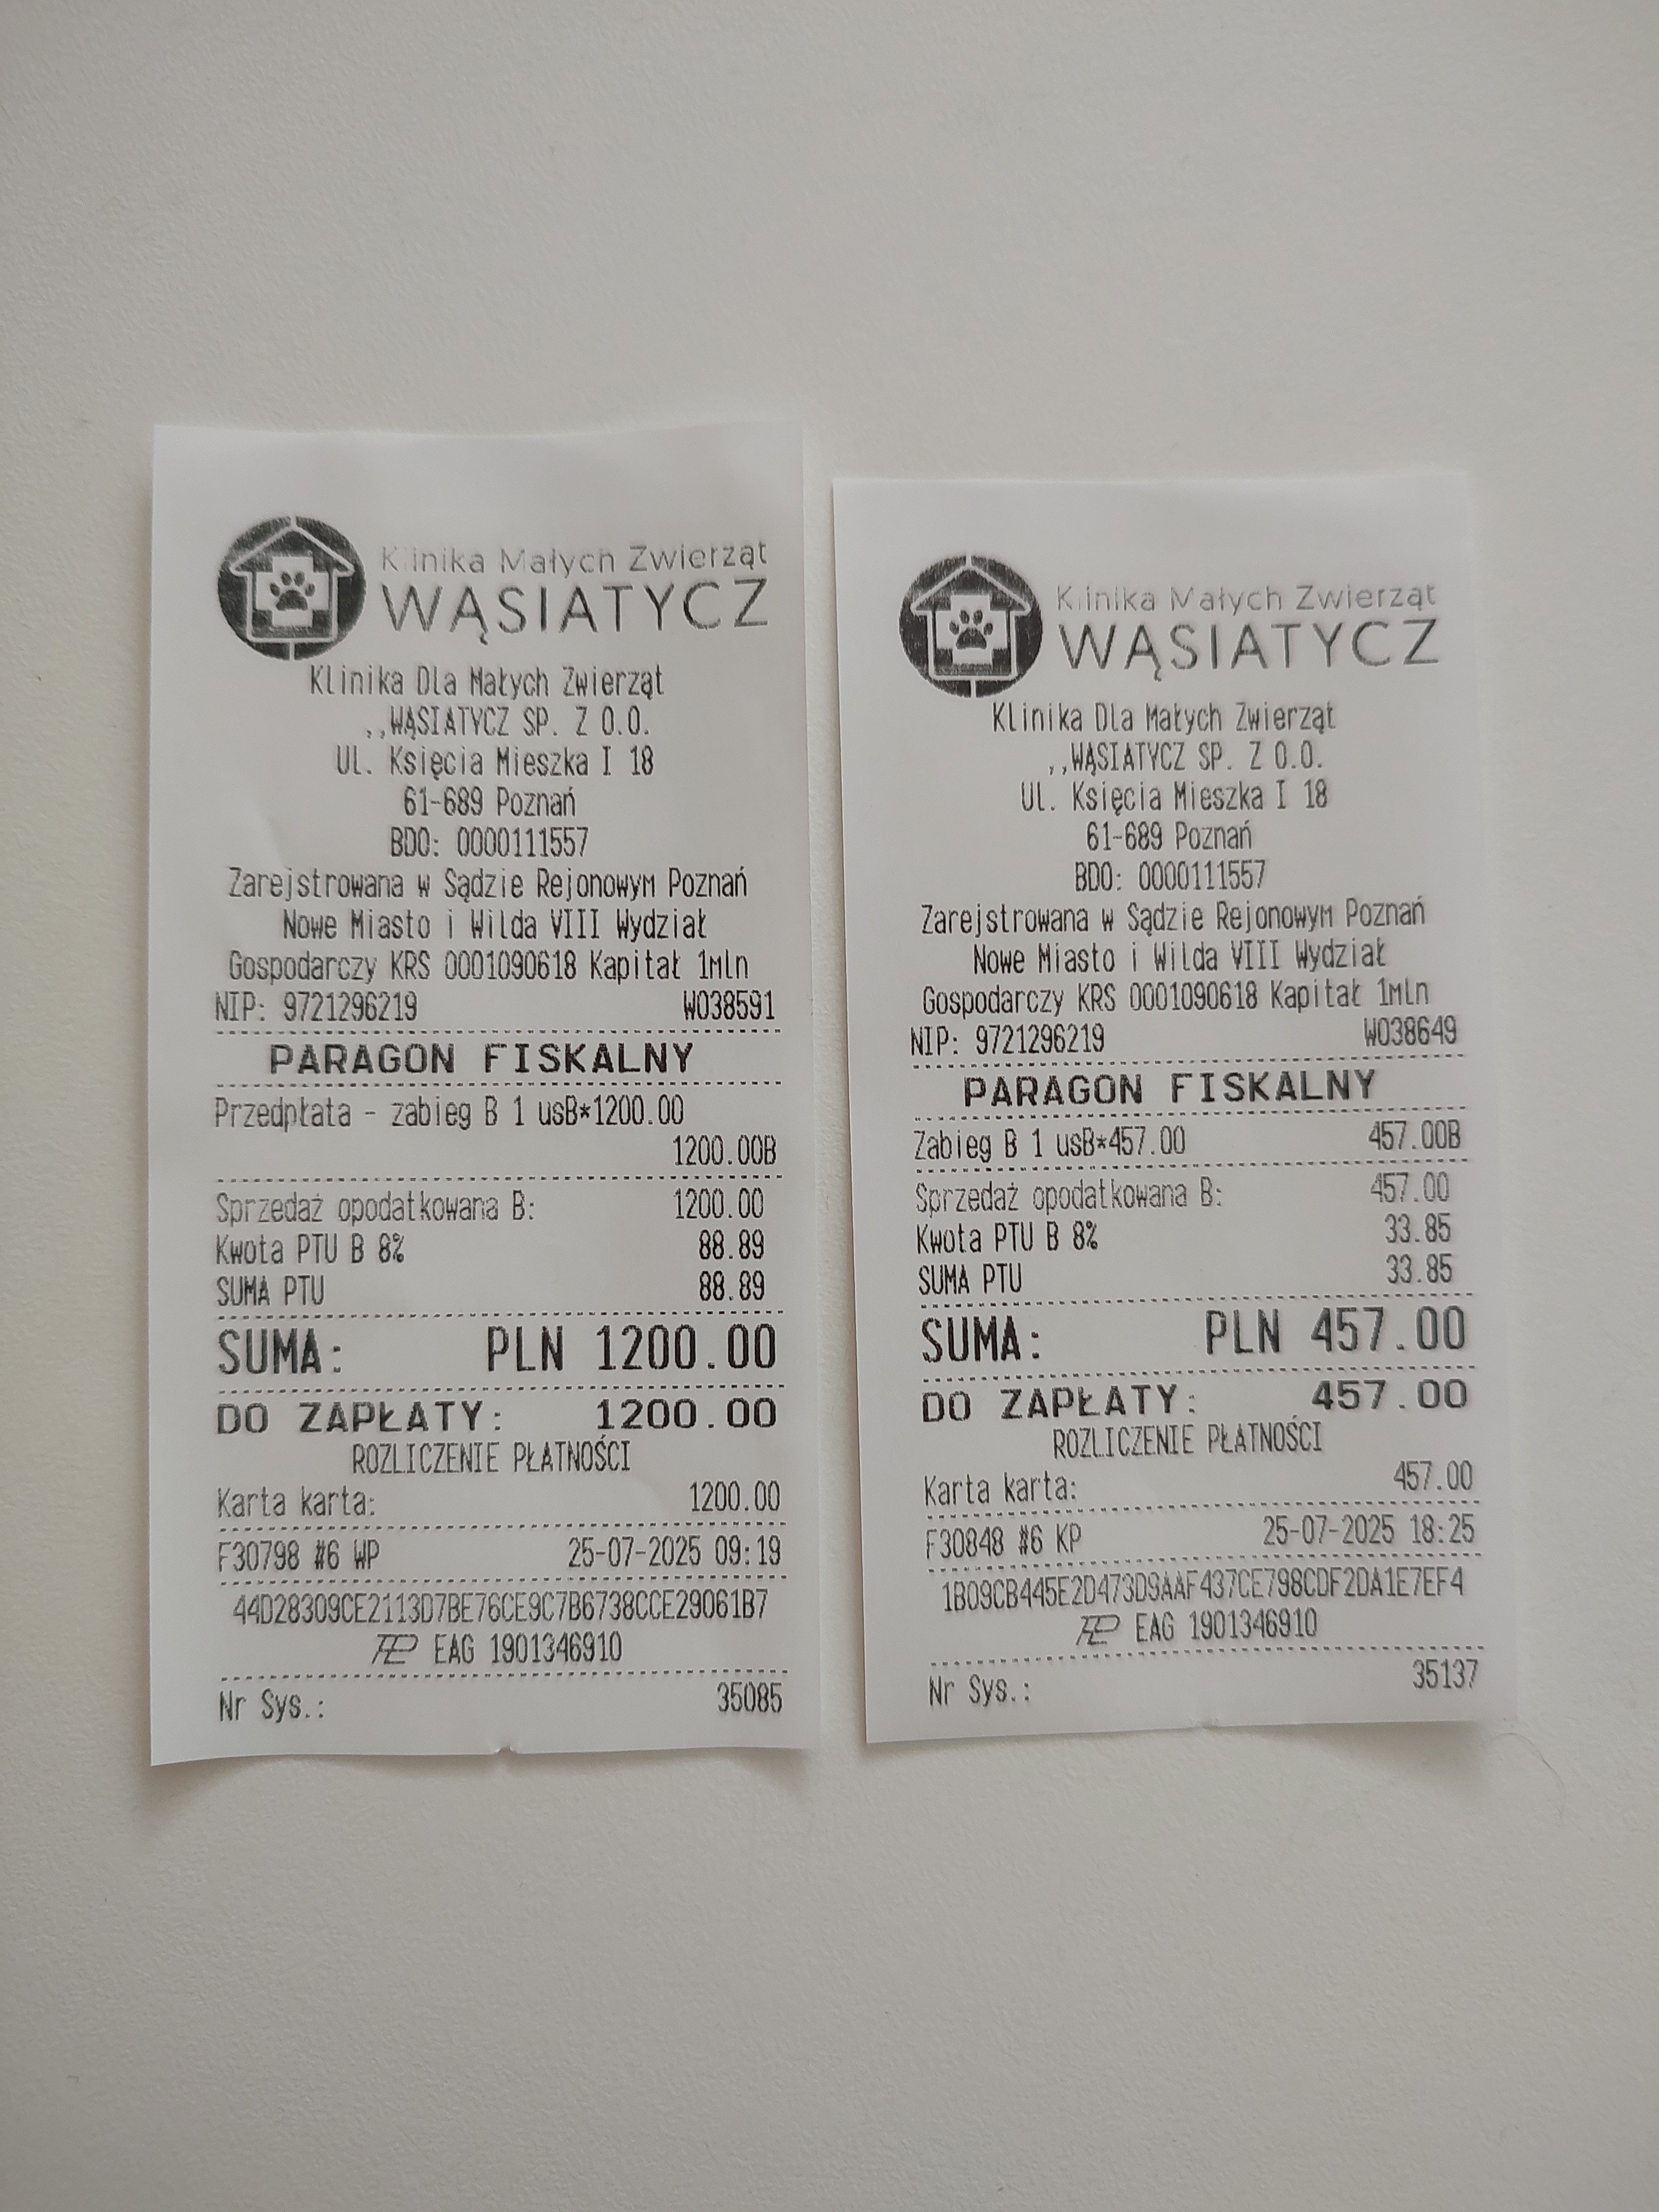 Klinika Małych Zwierząt
WĄSIATYCZ
Klinika Dla Małych Zwierząt
,,WĄSIATYCZ SP. Z O.O.
Ul. Księcia Mieszka I 18
61-689 Poznań
BDO: 0000111557
Zarejstrowana w Sądzie Rejonowym Poznań
Nowe Miasto i Wilda VIII Wydział
Gospodarczy KRS 0001090618 Kapitał 1mln
NIP: 9721296219 W038591
PARAGON FISKALNY
Przedpłata - zabieg B 1 usB*1200.00
1200.00B
Sprzedaż opodatkowana B: 1200.00
Kwota PTU B 8% 88.89
SUMA PTU 88.89
SUMA: PLN 1200.00
DO ZAPŁATY: 1200.00
ROZLICZENIE PŁATNOŚCI
Karta karta: 1200.00
F30798 #6 WP 25-07-2025 09:19
44D28309CE2113D7BE76CE9C7B6738CCE29061B7
EAG 1901346910
Nr Sys.: 35085
Klinika Małych Zwierząt
WĄSIATYCZ
Klinika Dla Małych Zwierząt
,,WĄSIATYCZ SP. Z O.O.
Ul. Księcia Mieszka I 18
61-689 Poznań
BDO: 0000111557
Zarejstrowana w Sądzie Rejonowym Poznań
Nowe Miasto i Wilda VIII Wydział
Gospodarczy KRS 0001090618 Kapitał 1mln
NIP: 9721296219 W038649
PARAGON FISKALNY
Zabieg B 1 usB*457.00 457.00B
Sprzedaż opodatkowana B: 457.00
Kwota PTU B 8% 33.85
SUMA PTU 33.85
SUMA: PLN 457.00
DO ZAPŁATY: 457.00
ROZLICZENIE PŁATNOŚCI
Karta karta: 457.00
F30848 #6 KP 25-07-2025 18:25
1B09CB445E2D473D9AAF437CE798CDF2DA1E7EF4
EAG 1901346910
Nr Sys.: 35137